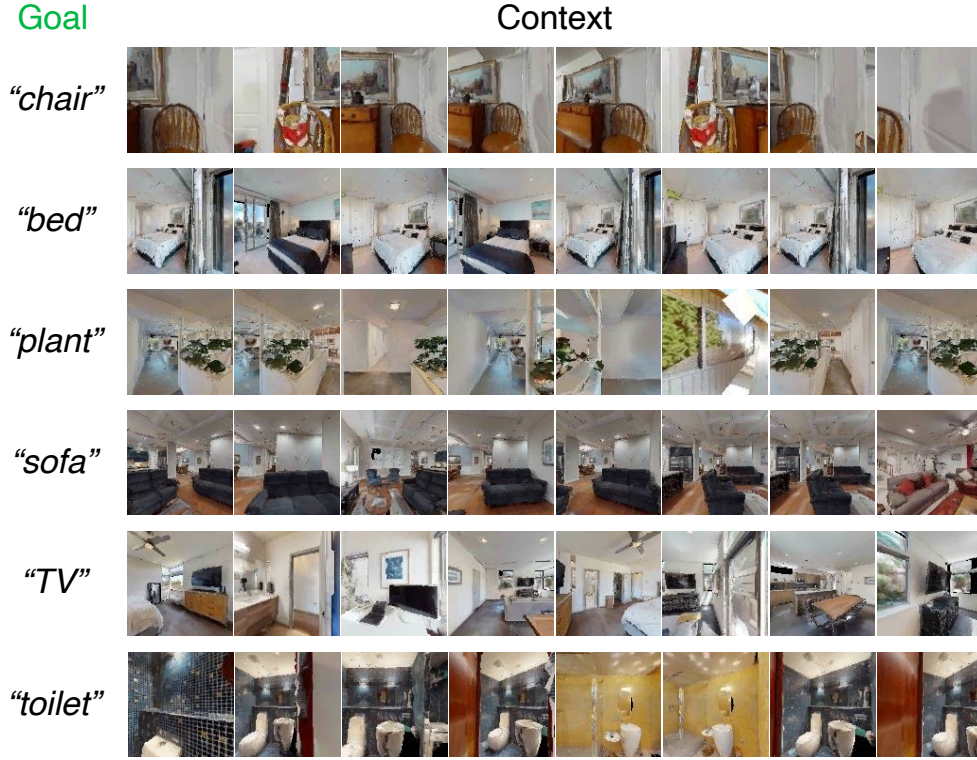 Goal Context
“chair”
“bed”
“plant”
“sofa”
“TV”
“toilet”